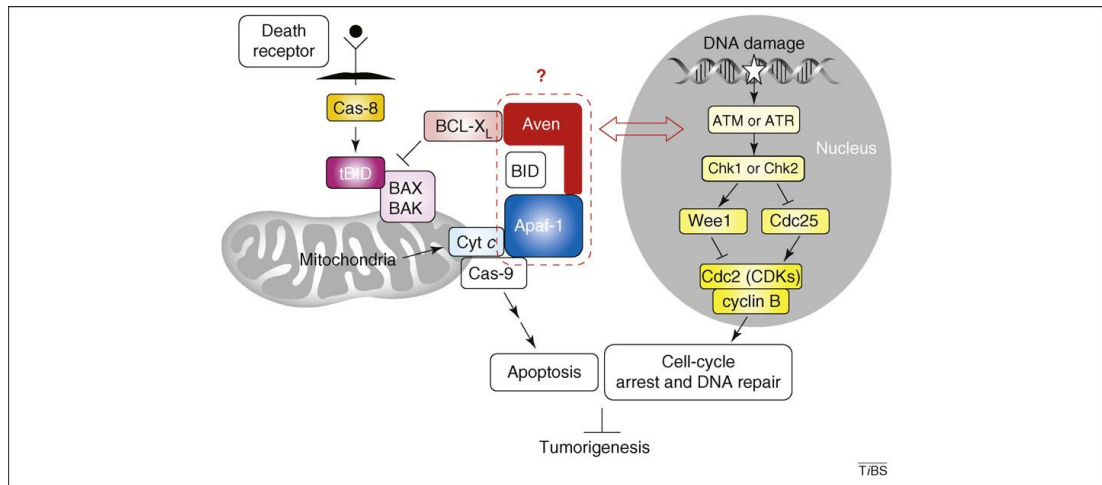 Death
receptor
Cas-8
tBID
BAX
BAK
BCL-XL
?
Aven
BID
Apaf-1
Cyt c
Cas-9
Mitochondria
Apoptosis
DNA damage
ATM or ATR
Nucleus
Chk1 or Chk2
Wee1
Cdc25
Cdc2 (CDKs)
cyclin B
Cell-cycle
arrest and DNA repair
Tumorigenesis
TiBS